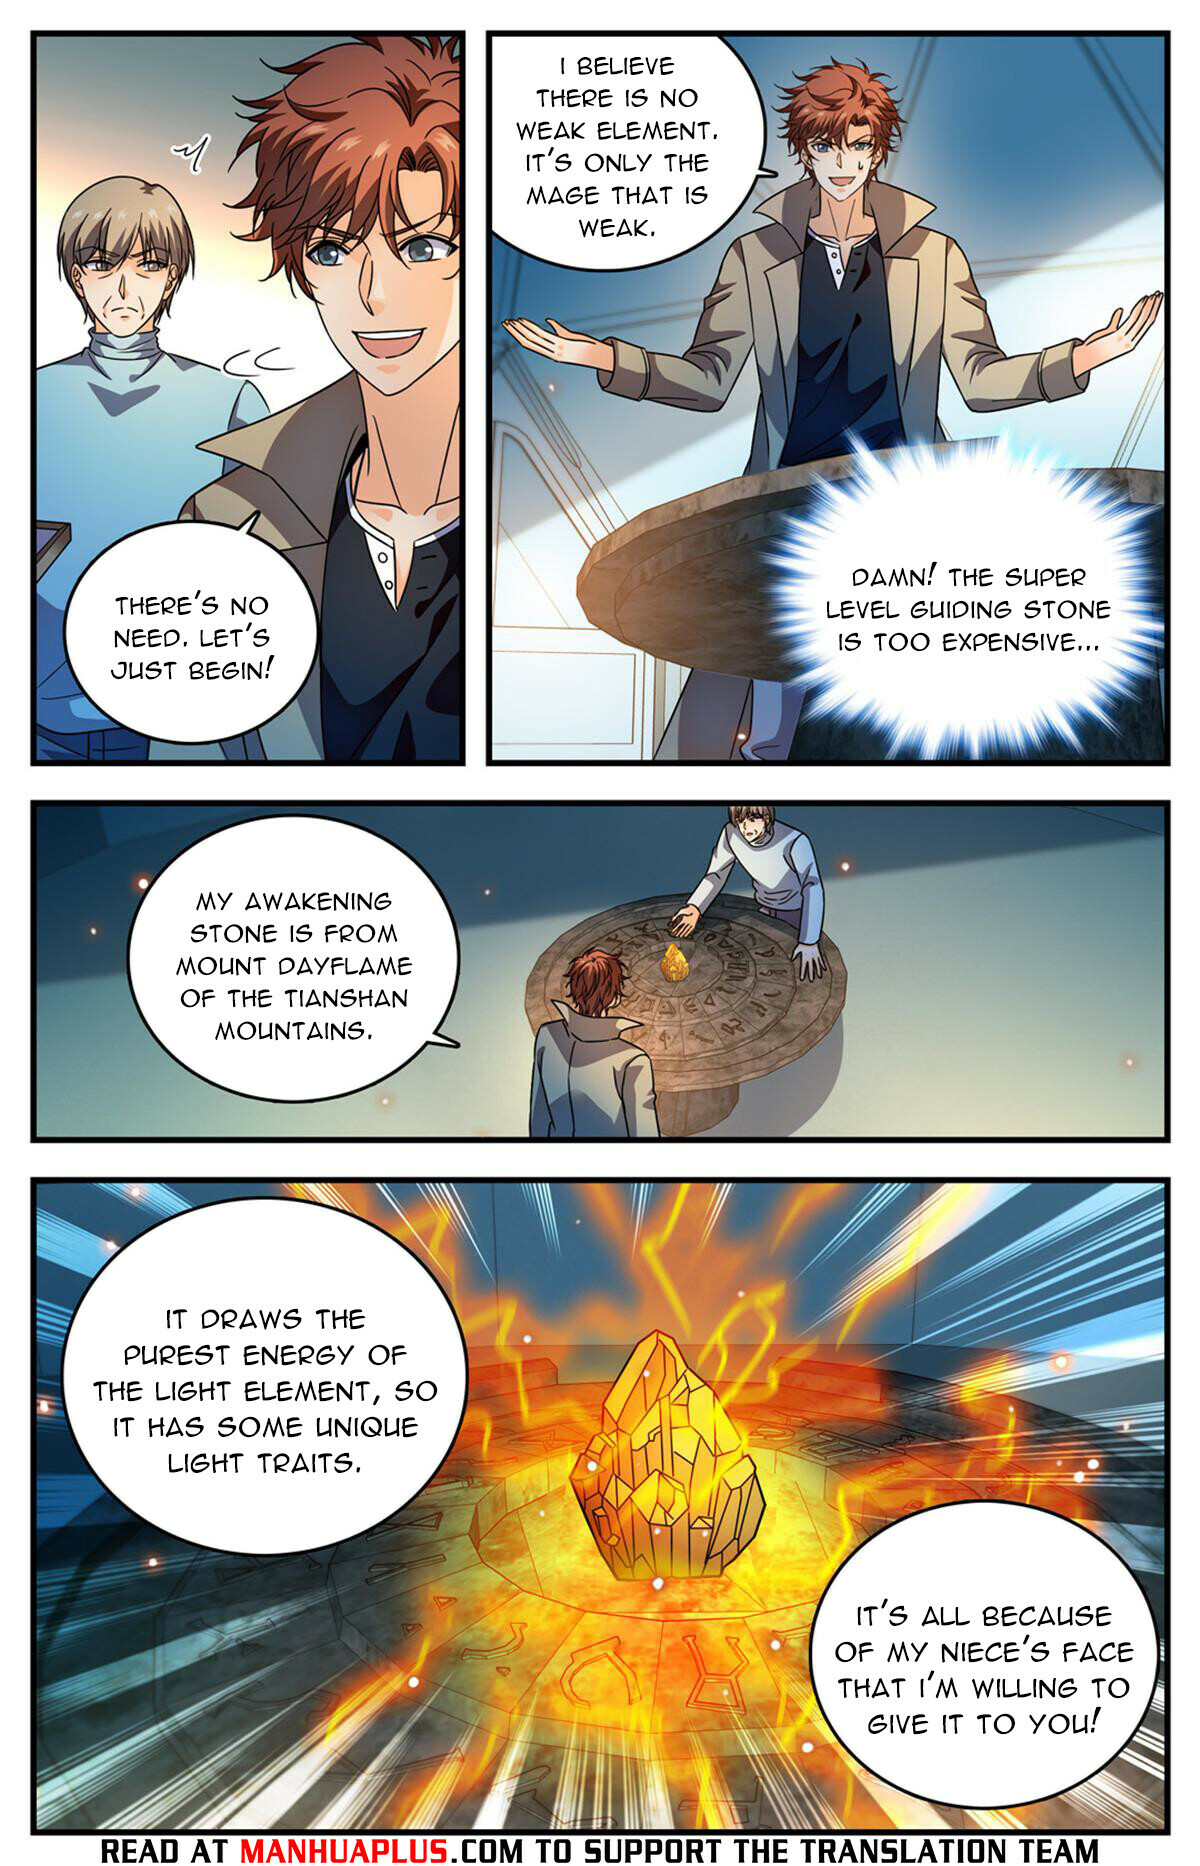 THERE'S NO
NEED. LET'S
JUST BEGIN!
I BELIEVE
THERE IS NO
WEAK ELEMENT.
IT'S ONLY THE
MAGE THAT IS
WEAK.
DAMN! THE SUPER
LEVEL GUIDING STONE
IS TOO EXPENSIVE...
MY AWAKENING
STONE IS FROM
MOUNT DAYFLAME
OF THE TIANSHAN
MOUNTAINS.
IT DRAWS THE
PUREST ENERGY OF
THE LIGHT ELEMENT, SO
IT HAS SOME UNIQUE
LIGHT TRAITS.
IT'S ALL BECAUSE
OF MY NIECE'S FACE
THAT I'M WILLING TO
GIVE IT TO YOU!
READ AT MANHUAPLUS.COM TO SUPPORT THE TRANSLATION TEAM